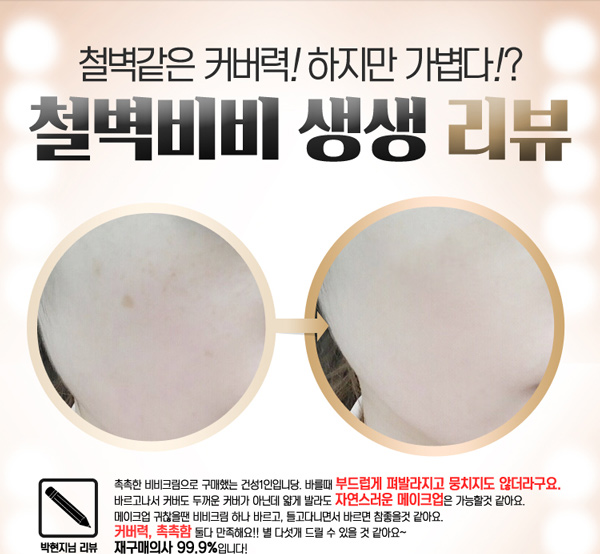 철벽같은 커버력! 하지만 가볍다!?
철벽비비 생생 리뷰
촉촉한 비비크림으로 구매했는 건성1인입니당. 바를때 부드럽게 펴발라지고 뭉치지도 않더라구요.
바르고나서 커버도 두꺼운 커버가 아닌데 얇게 발라도 자연스러운 메이크업은 가능할것 같아요.
메이크업 귀찮을땐 비비크림 하나 바르고, 들고다니면서 바르면 참좋을것 같아요.
커버력, 촉촉함 둘다 만족해요!! 별 다섯개 드릴 수 있을 것 같아요~
재구매의사 99.9%입니다!
박현지님 리뷰